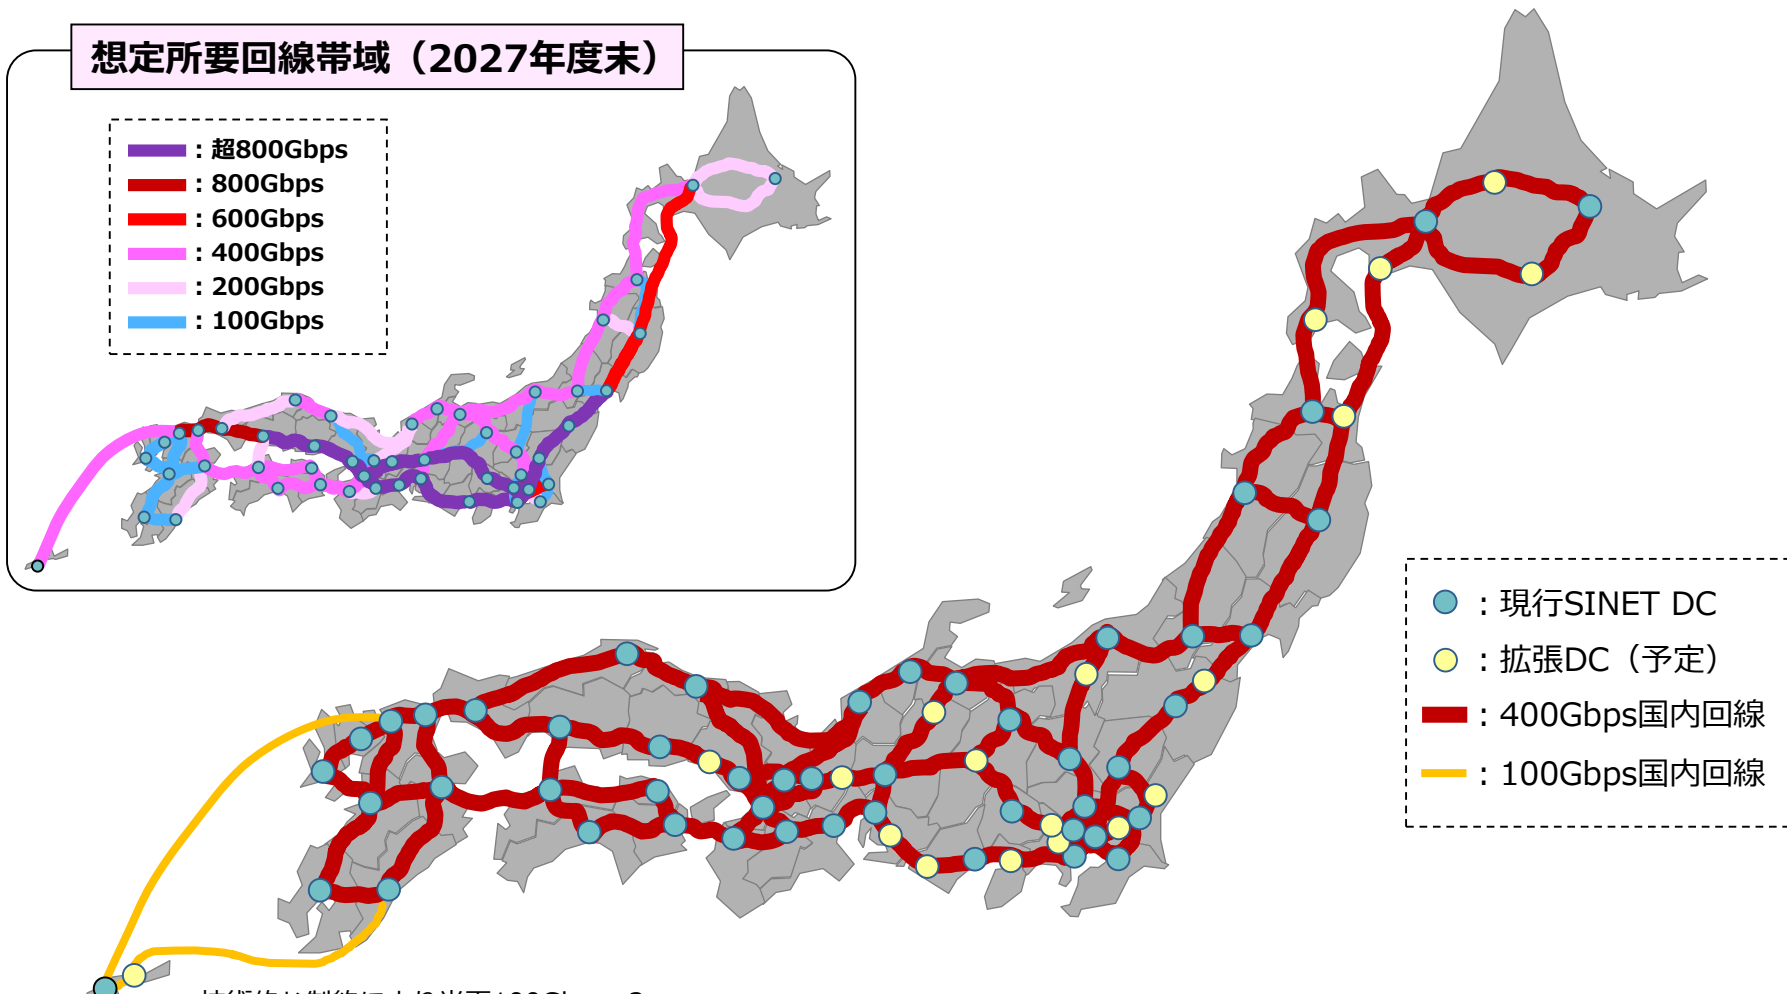 想定所要回線帯域（2027年度末）
：超800Gbps
：800Gbps
：600Gbps
：400Gbps
：200Gbps
：100Gbps
：現行SINET DC
：拡張DC（予定）
：400Gbps国内回線
：100Gbps国内回線